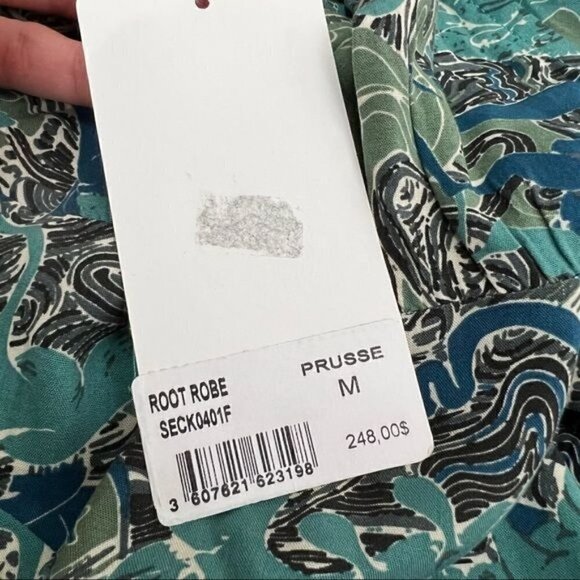 ROOT ROBE
SECK0401F
PRUSSE
M
248,00$
3 607621 623198